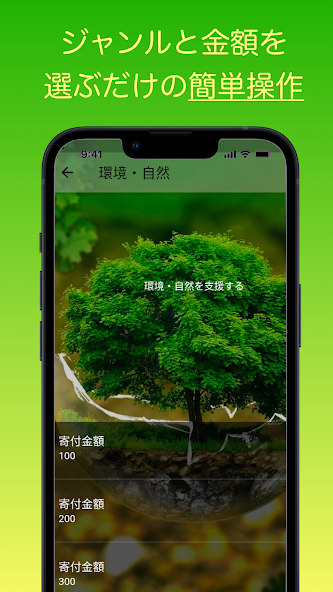 ジャンルと金額を
選ぶだけの簡単操作
9:41
環境・自然
環境・自然を支援する
寄付金額
100
寄付金額
200
寄付金額
300